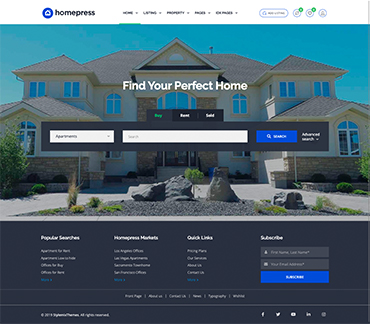 homepress
HOME LISTING PROPERTY PAGES IDX PAGES
ADD LISTING
Find Your Perfect Home
Buy Rent Sold
Apartments Search SEARCH Advanced search
Popular Searches
Apartment for Rent
Apartment Low to hide
Offices for Buy
Offices for Rent
Homepress Markets
Los Angeles Offices
Las Vegas Apartments
Sacramento Townhome
San Francisco Offices
Quick Links
Pricing Plans
Our Services
About Us
Contact Us
Subscribe
First Name, Last Name*
Your Email address*
SUBSCRIBE
Front Page | About us | Contact Us | News | Typography | Wishlist
© 2019 StylemixThemes. All rights reserved.